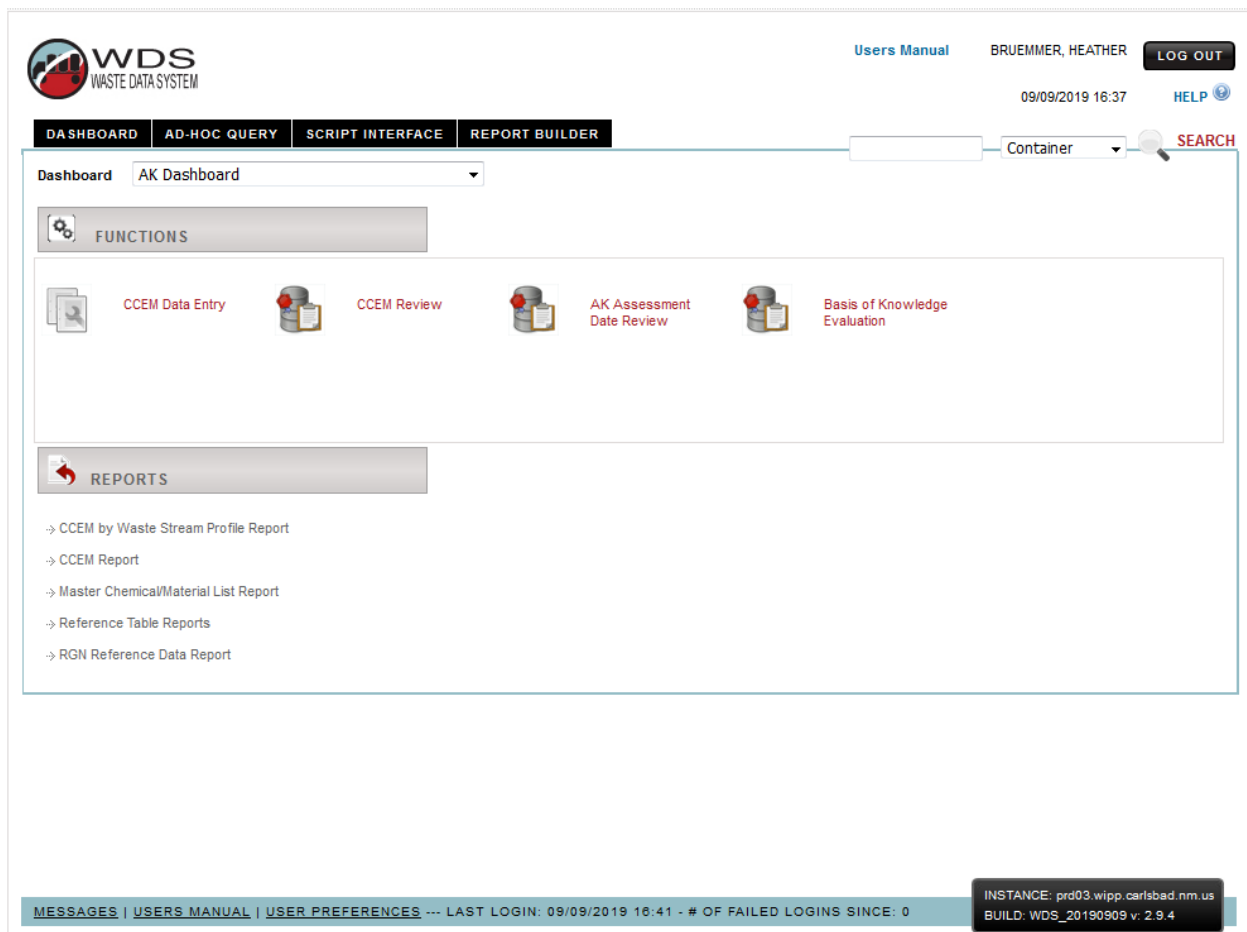 WDS
WASTE DATA SYSTEM
Users Manual
BRUEMMER, HEATHER
LOG OUT
09/09/2019 16:37
HELP
DASHBOARD
AD-HOC QUERY
SCRIPT INTERFACE
REPORT BUILDER
Container
SEARCH
Dashboard
AK Dashboard
FUNCTIONS
CCEM Data Entry
CCEM Review
AK Assessment
Date Review
Basis of Knowledge
Evaluation
REPORTS
CCEM by Waste Stream Profile Report
CCEM Report
Master Chemical/Material List Report
Reference Table Reports
RGN Reference Data Report
MESSAGES | USERS MANUAL | USER PREFERENCES --- LAST LOGIN: 09/09/2019 16:41 - # OF FAILED LOGINS SINCE: 0
INSTANCE: prd03.wipp.carlsbad.nm.us
BUILD: WDS_20190909 v: 2.9.4